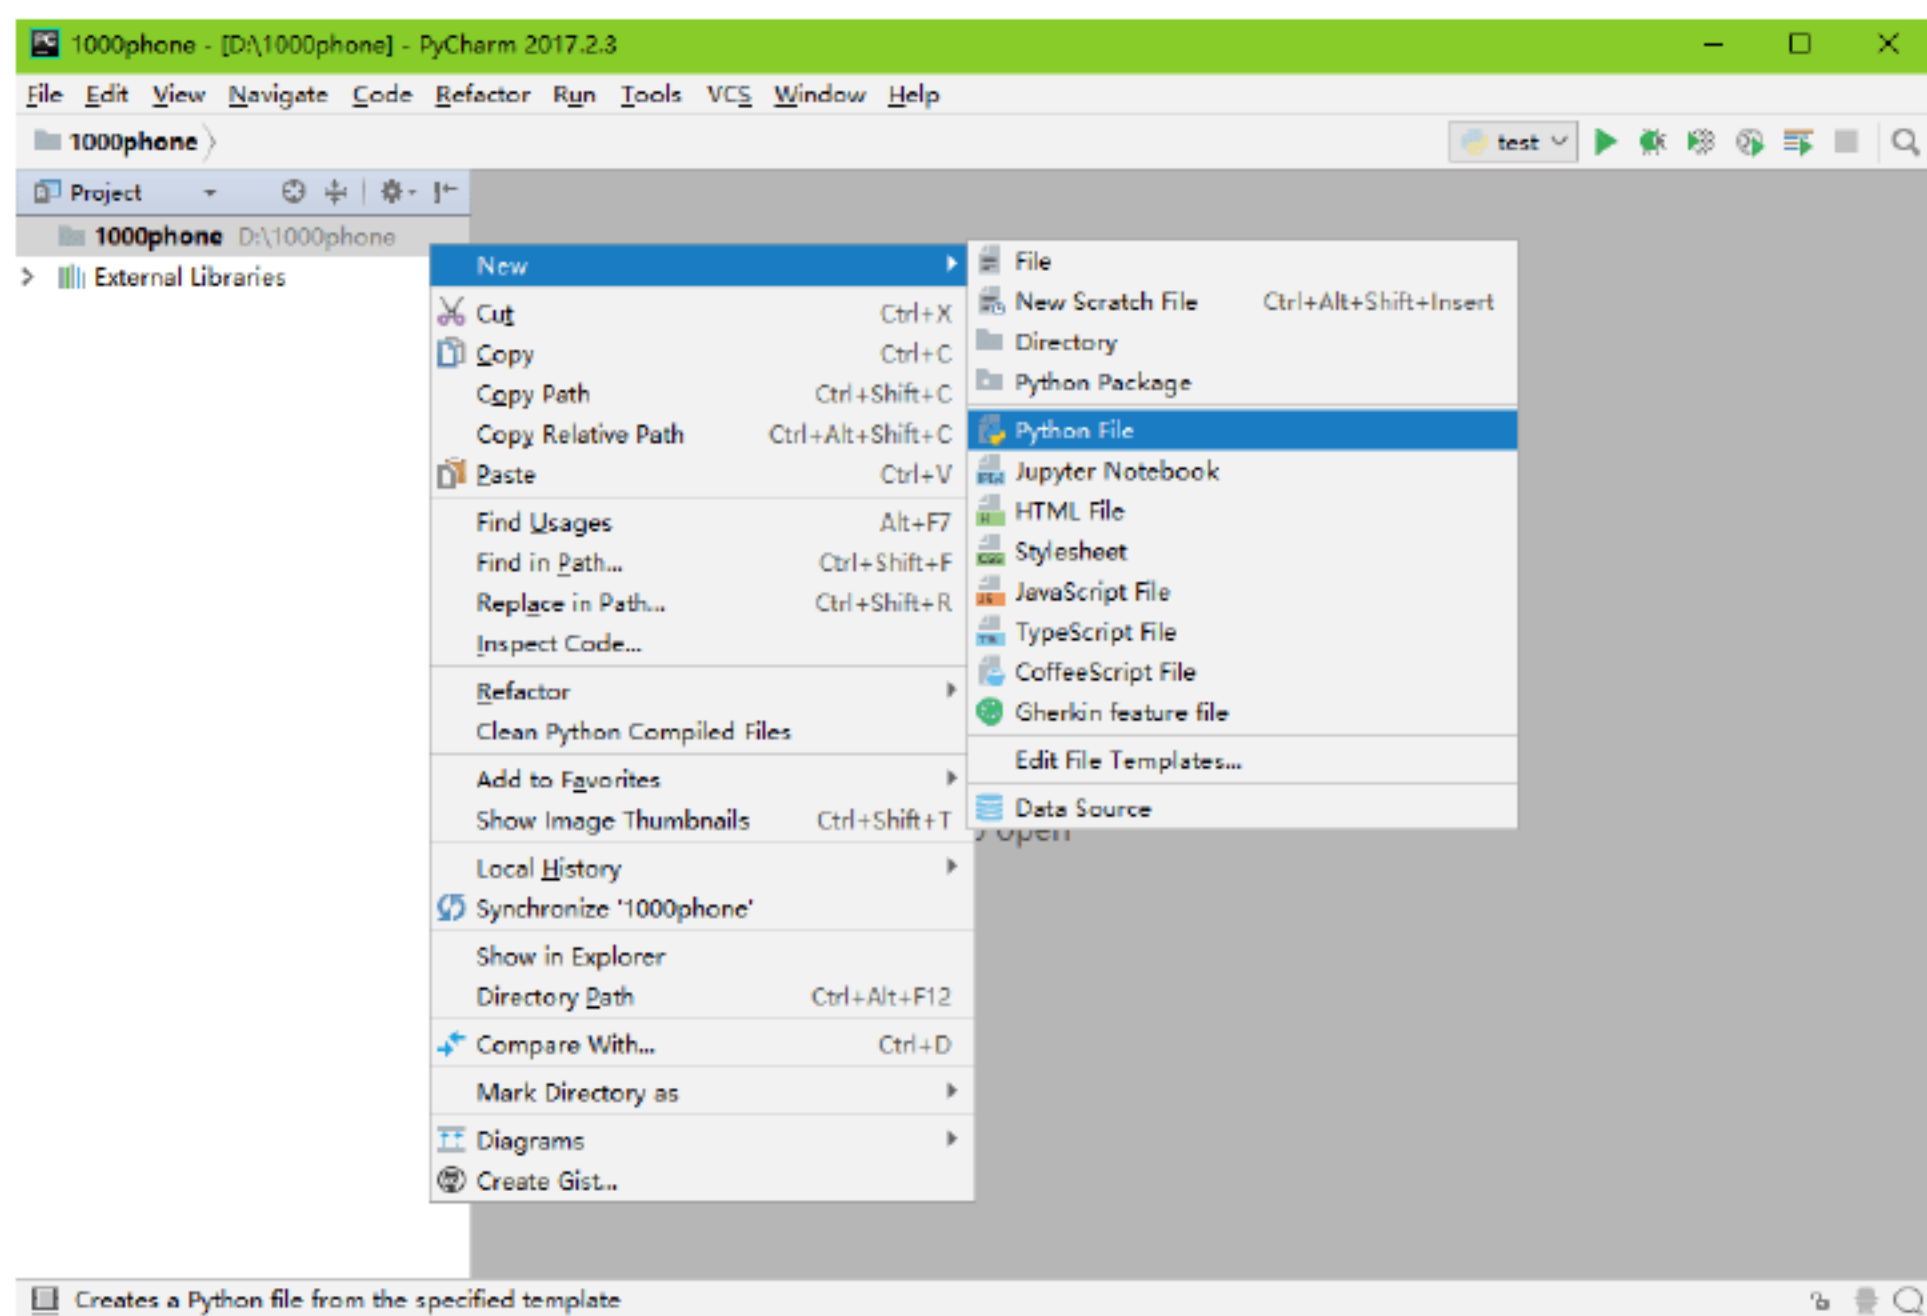 1000phone - [D:\1000phone] - PyCharm 2017.2.3
File Edit View Navigate Code Refactor Run Tools VCS Window Help
1000phone
test
Project
1000phone D:\1000phone
External Libraries
New
Cut Ctrl+X
Copy Ctrl+C
Copy Path Ctrl+Shift+C
Copy Relative Path Ctrl+Alt+Shift+C
Paste Ctrl+V
Find Usages Alt+F7
Find in Path... Ctrl+Shift+F
Replace in Path... Ctrl+Shift+R
Inspect Code...
Refactor
Clean Python Compiled Files
Add to Favorites
Show Image Thumbnails Ctrl+Shift+T
Local History
Synchronize '1000phone'
Show in Explorer
Directory Path Ctrl+Alt+F12
Compare With... Ctrl+D
Mark Directory as
Diagrams
Create Gist...
File
New Scratch File Ctrl+Alt+Shift+Insert
Directory
Python Package
Python File
Jupyter Notebook
HTML File
Stylesheet
JavaScript File
TypeScript File
CoffeeScript File
Gherkin feature file
Edit File Templates...
Data Source
open
Creates a Python file from the specified template